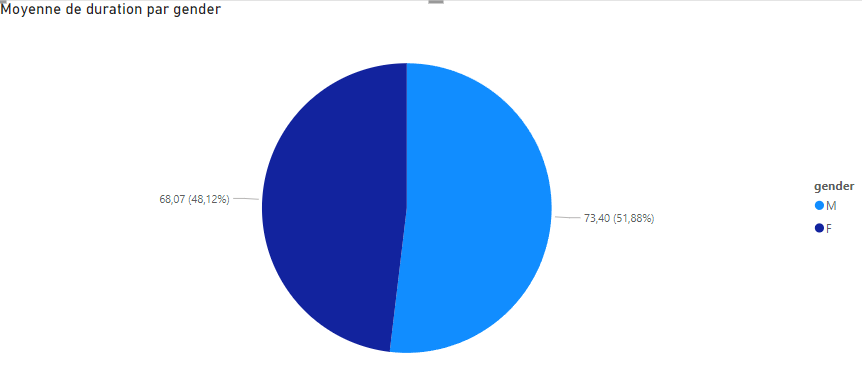 Moyenne de duration par gender
68,07 (48,12%)
73,40 (51,88%)
gender
M
F